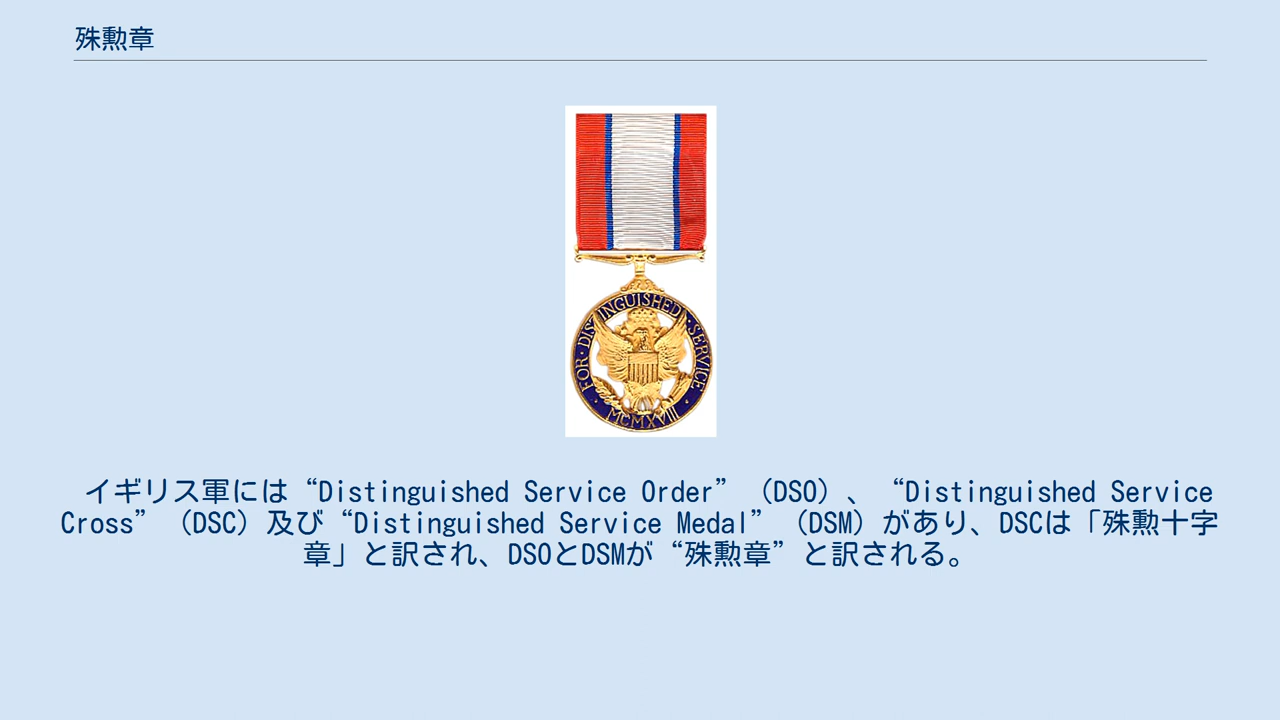 殊勲章
FOR · DISTINGUISHED · SERVICE
· MCMXVIII ·
イギリス軍には“Distinguished Service Order”（DSO）、“Distinguished Service
Cross”（DSC）及び“Distinguished Service Medal”（DSM）があり、DSCは「殊勲十字
章」と訳され、DSOとDSMが“殊勲章”と訳される。